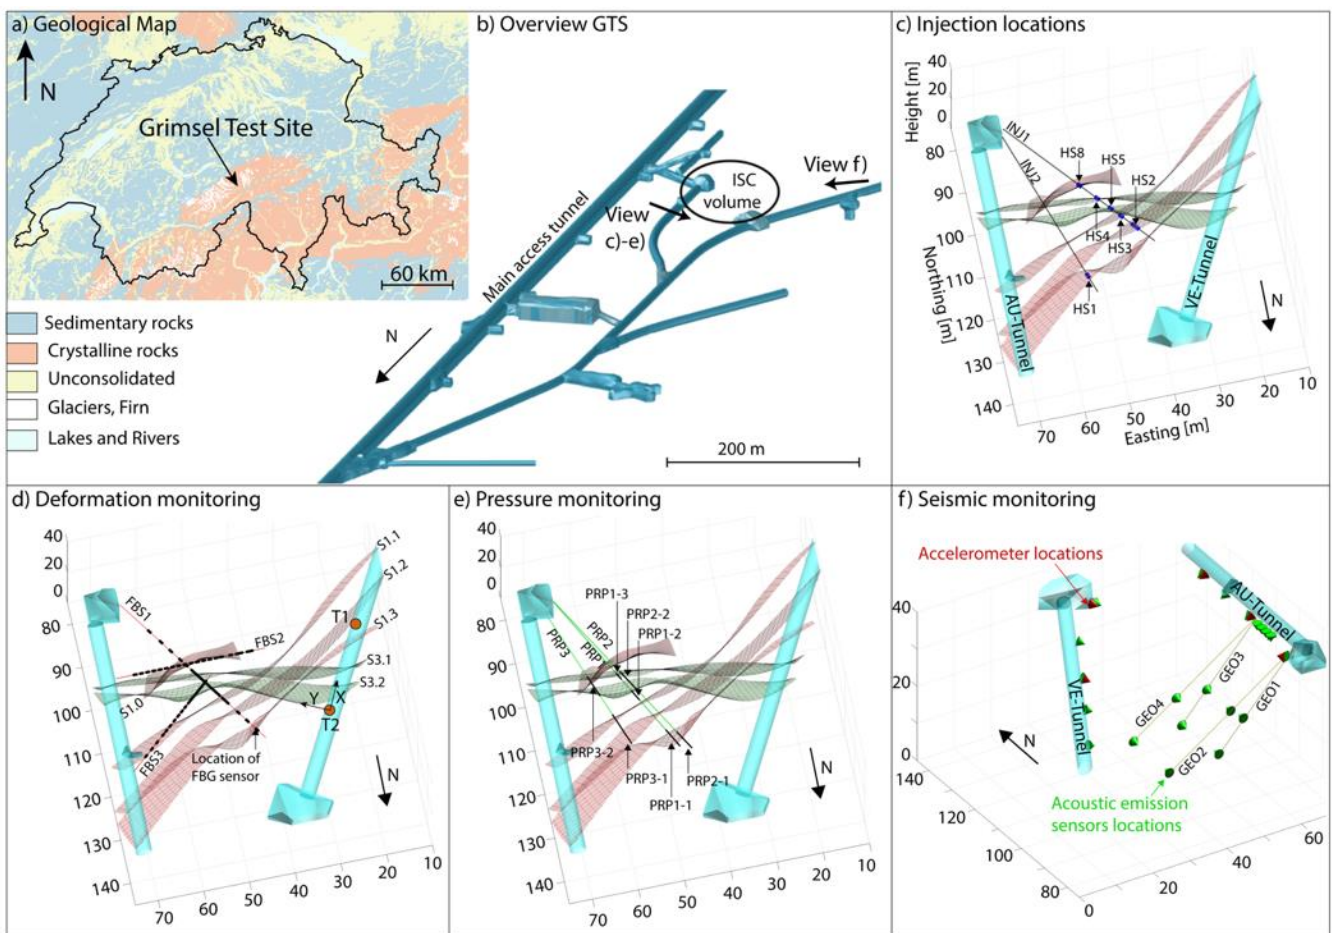 a) Geological Map
N
Grimsel Test Site
60 km
Sedimentary rocks
Crystalline rocks
Unconsolidated
Glaciers, Firn
Lakes and Rivers
b) Overview GTS
Main access tunnel
ISC
volume
View f)
View
c)-e)
N
200 m
c) Injection locations
Height [m]
40
20
0
80
90
100
110
120
130
140
Northing [m]
INJ1
INJ2
HS8
HS5
HS2
HS4
HS3
HS1
AU-Tunnel
VE-Tunnel
N
70
60
50
40
30
20
10
Easting [m]
d) Deformation monitoring
40
20
0
80
90
100
110
120
130
140
FBS1
FBS2
FBS3
S1.0
S1.1
S1.2
S1.3
S3.1
S3.2
T1
Y
X
T2
Location of
FBG sensor
N
70
60
50
40
30
20
10
e) Pressure monitoring
40
20
0
80
90
100
110
120
130
140
PRP1-3
PRP2-2
PRP1-2
PRP2
PRP1
PRP3
PRP3-2
PRP3-1
PRP1-1
PRP2-1
N
70
60
50
40
30
20
10
f) Seismic monitoring
Accelerometer locations
AU-Tunnel
VE-Tunnel
GEO3
GEO1
GEO4
GEO2
N
Acoustic emission
sensors locations
40
20
0
140
120
100
80
0
20
40
60